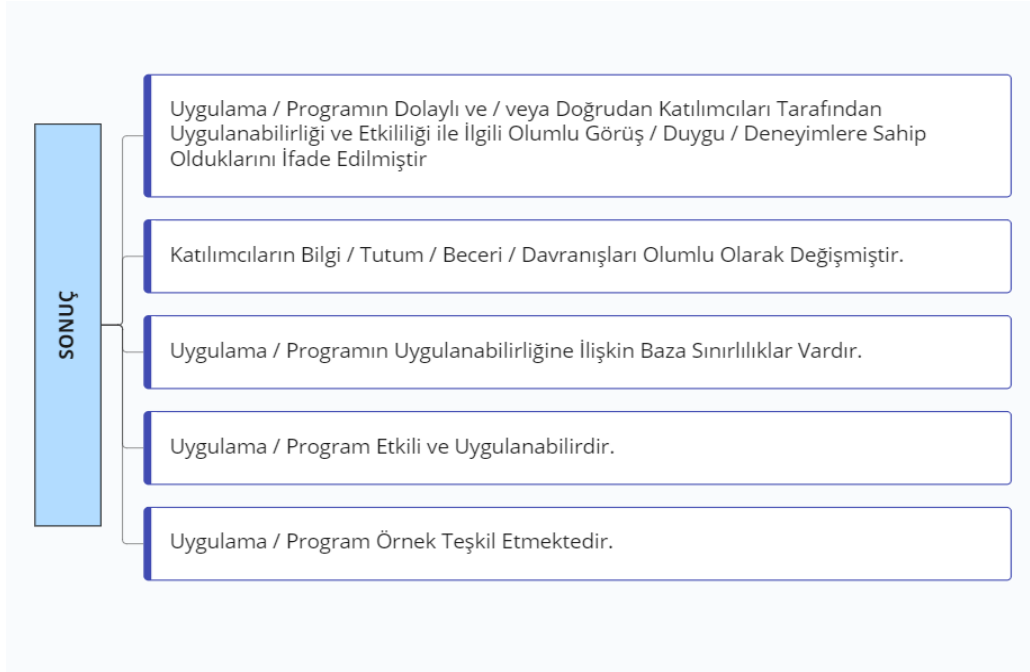 SONUÇ
Uygulama / Programın Dolaylı ve / veya Doğrudan Katılımcıları Tarafından
Uygulanabilirliği ve Etkililiği ile İlgili Olumlu Görüş / Duygu / Deneyimlere Sahip
Olduklarını İfade Edilmiştir
Katılımcıların Bilgi / Tutum / Beceri / Davranışları Olumlu Olarak Değişmiştir.
Uygulama / Programın Uygulanabilirliğine İlişkin Baza Sınırlılıklar Vardır.
Uygulama / Program Etkili ve Uygulanabilirdir.
Uygulama / Program Örnek Teşkil Etmektedir.